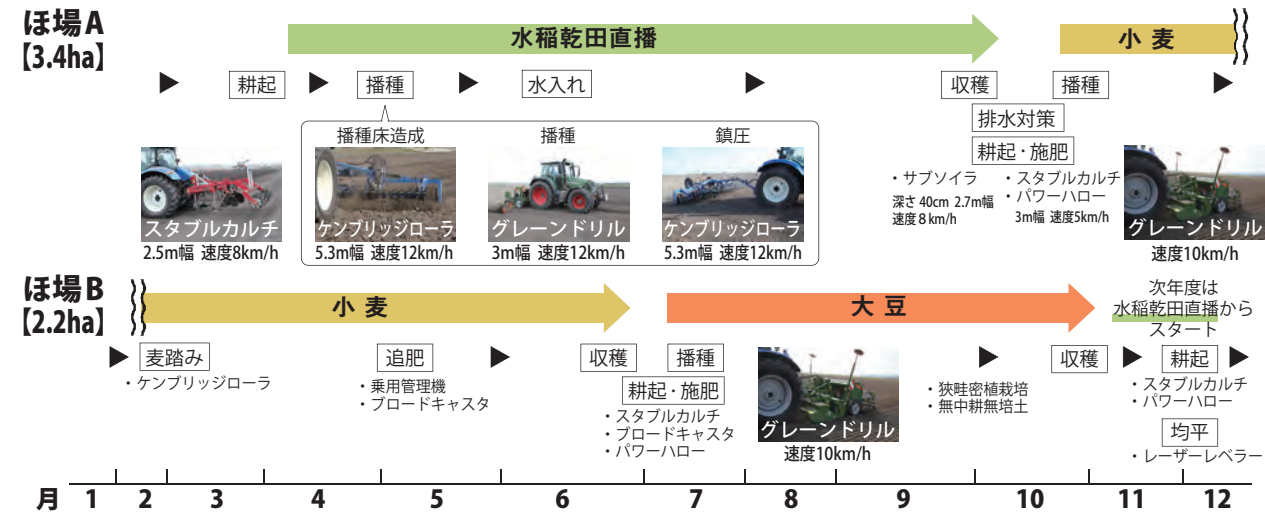 ほ場A
【3.4ha】
水稲乾田直播
小麦
耕起
播種
水入れ
収穫
播種
排水対策
耕起・施肥
播種床造成
播種
鎮圧
スタブルカルチ
2.5m幅 速度8km/h
ケンブリッジローラ
5.3m幅 速度12km/h
グレーンドリル
3m幅 速度12km/h
ケンブリッジローラ
5.3m幅 速度12km/h
・サブソイラ
深さ 40cm 2.7m幅
速度8km/h
・スタブルカルチ
・パワーハロー
3m幅 速度5km/h
グレーンドリル
速度10km/h
ほ場B
【2.2ha】
小麦
大豆
次年度は
水稲乾田直播から
スタート
麦踏み
・ケンブリッジローラ
追肥
・乗用管理機
・ブロードキャスタ
収穫
播種
耕起・施肥
・スタブルカルチ
・ブロードキャスタ
・パワーハロー
グレーンドリル
速度10km/h
・狭畦密植栽培
・無中耕無培土
収穫
耕起
・スタブルカルチ
・パワーハロー
均平
・レーザーレベラー
月 1 2 3 4 5 6 7 8 9 10 11 12